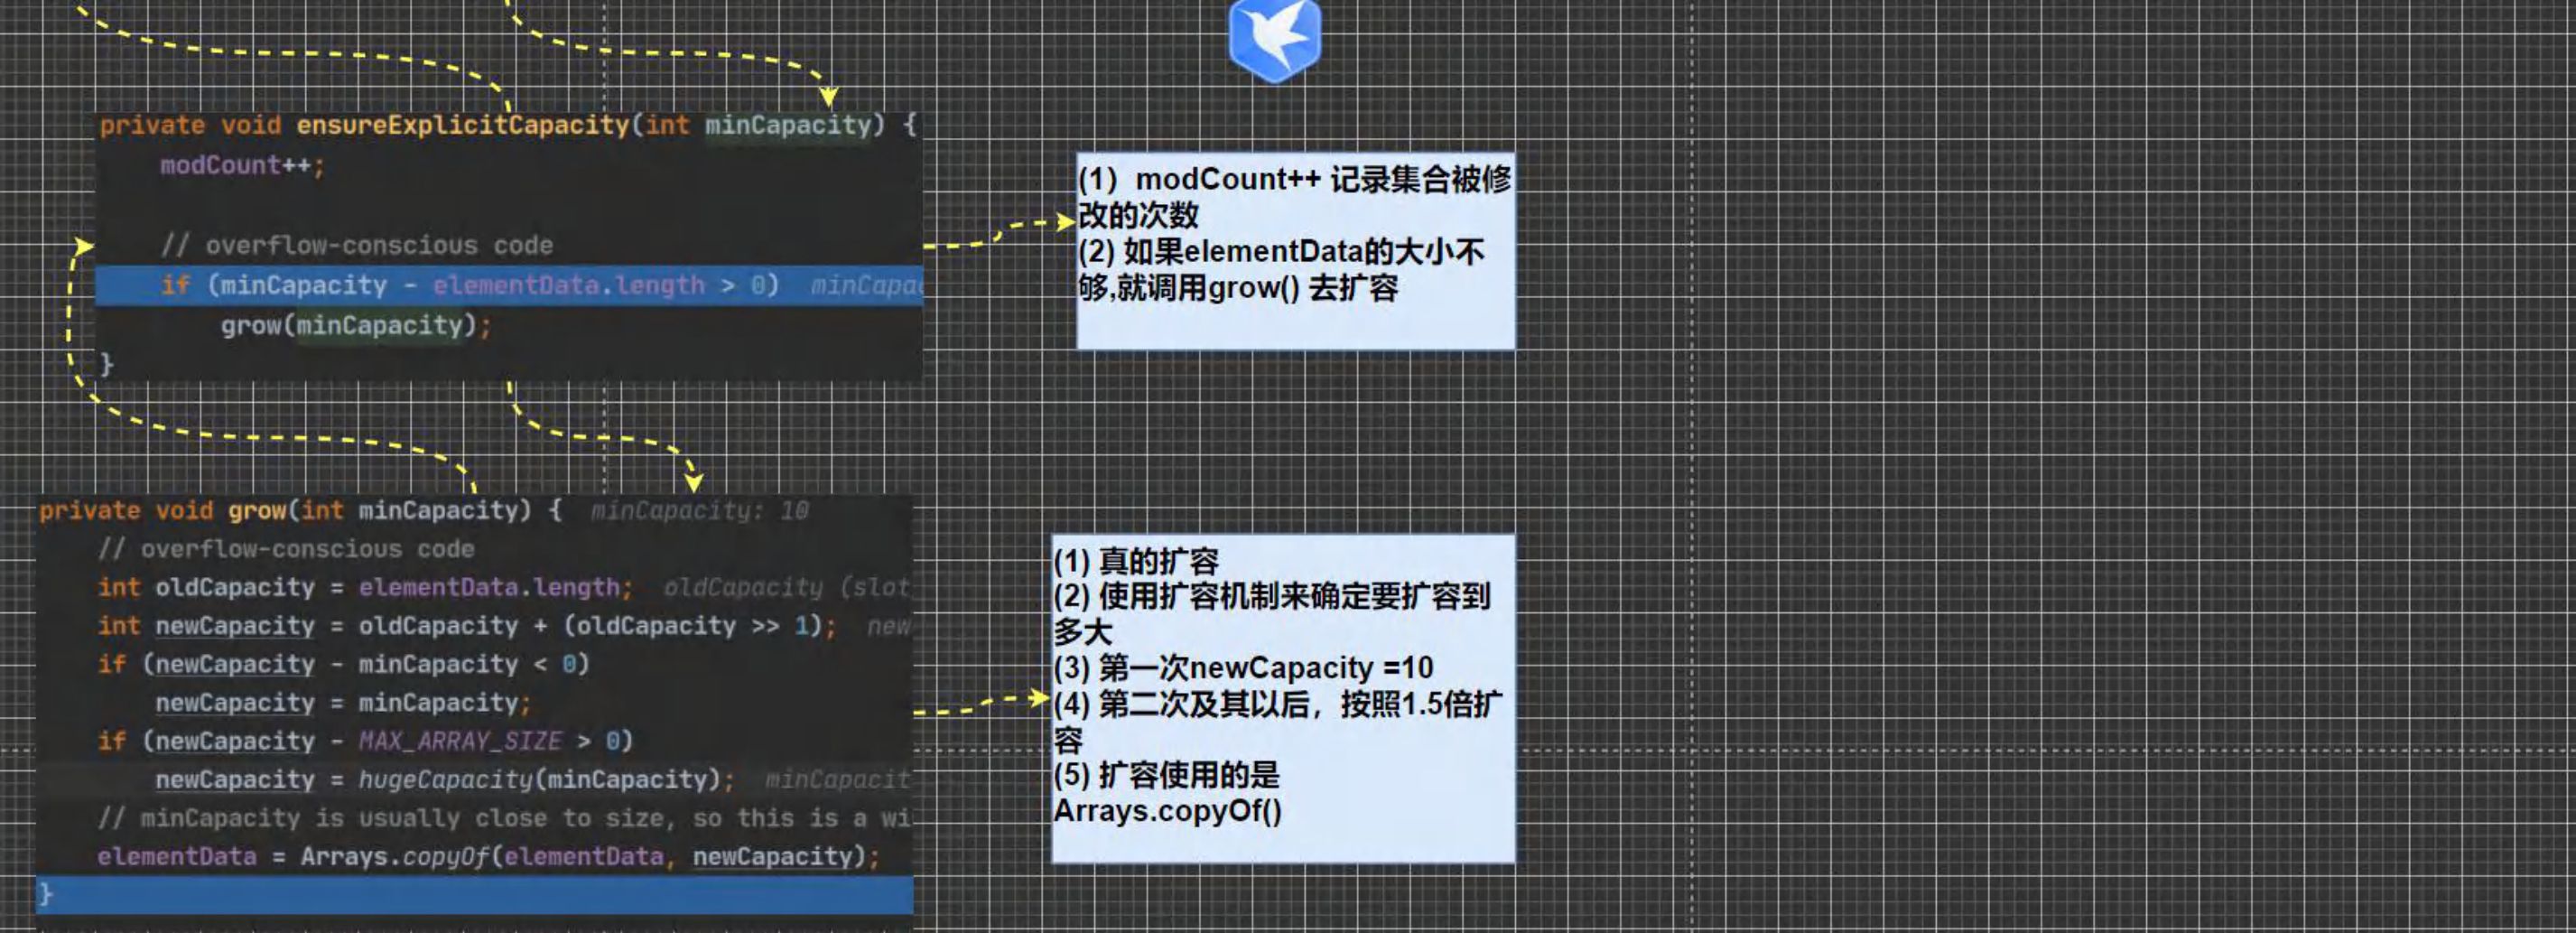 private void ensureExplicitCapacity(int minCapacity) {
modCount++;
// overflow-conscious code
if (minCapacity - elementData.length > 0)
grow(minCapacity);
}
(1) modCount++ 记录集合被修
改的次数
(2) 如果elementData的大小不
够,就调用grow() 去扩容
private void grow(int minCapacity) { minCapacity: 10
// overflow-conscious code
int oldCapacity = elementData.length; oldCapacity (slot
int newCapacity = oldCapacity + (oldCapacity >> 1); new
if (newCapacity - minCapacity < 0)
newCapacity = minCapacity;
if (newCapacity - MAX_ARRAY_SIZE > 0)
newCapacity = hugeCapacity(minCapacity); minCapacit
// minCapacity is usually close to size, so this is a wi
elementData = Arrays.copyOf(elementData, newCapacity);
}
(1) 真的扩容
(2) 使用扩容机制来确定要扩容到
多大
(3) 第一次newCapacity =10
(4) 第二次及其以后，按照1.5倍扩
容
(5) 扩容使用的是
Arrays.copyOf()